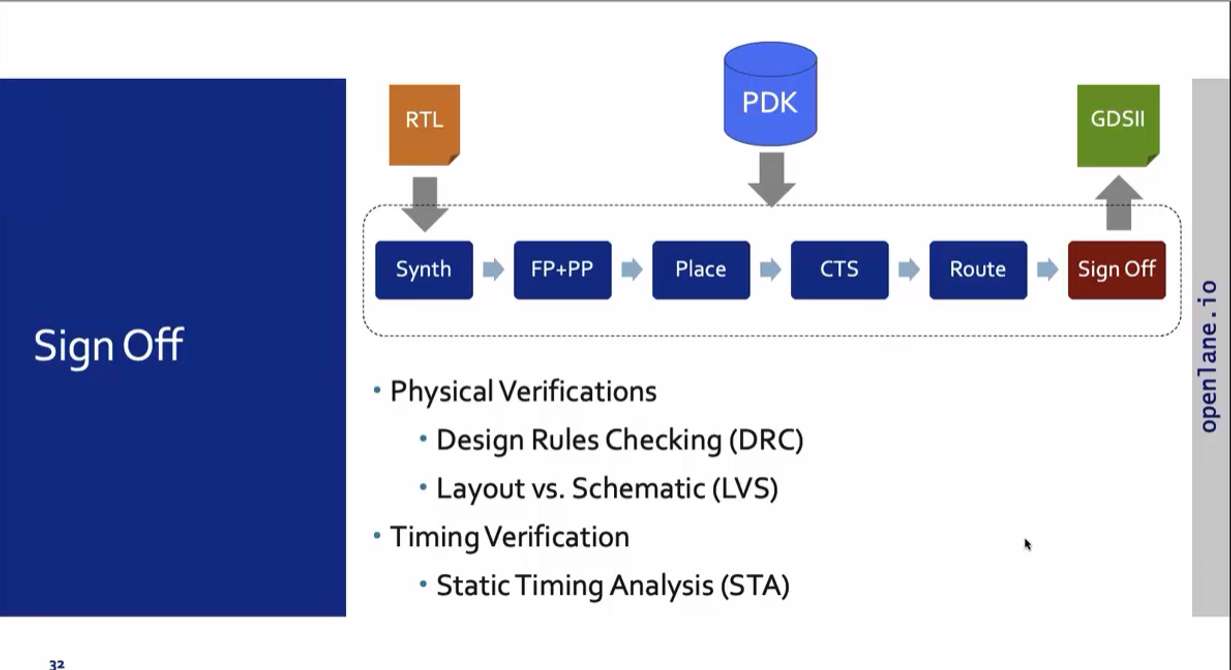 RTL
PDK
GDSII
Synth
FP+PP
Place
CTS
Route
Sign Off
Sign Off
• Physical Verifications
• Design Rules Checking (DRC)
• Layout vs. Schematic (LVS)
• Timing Verification
• Static Timing Analysis (STA)
openlane.io
32